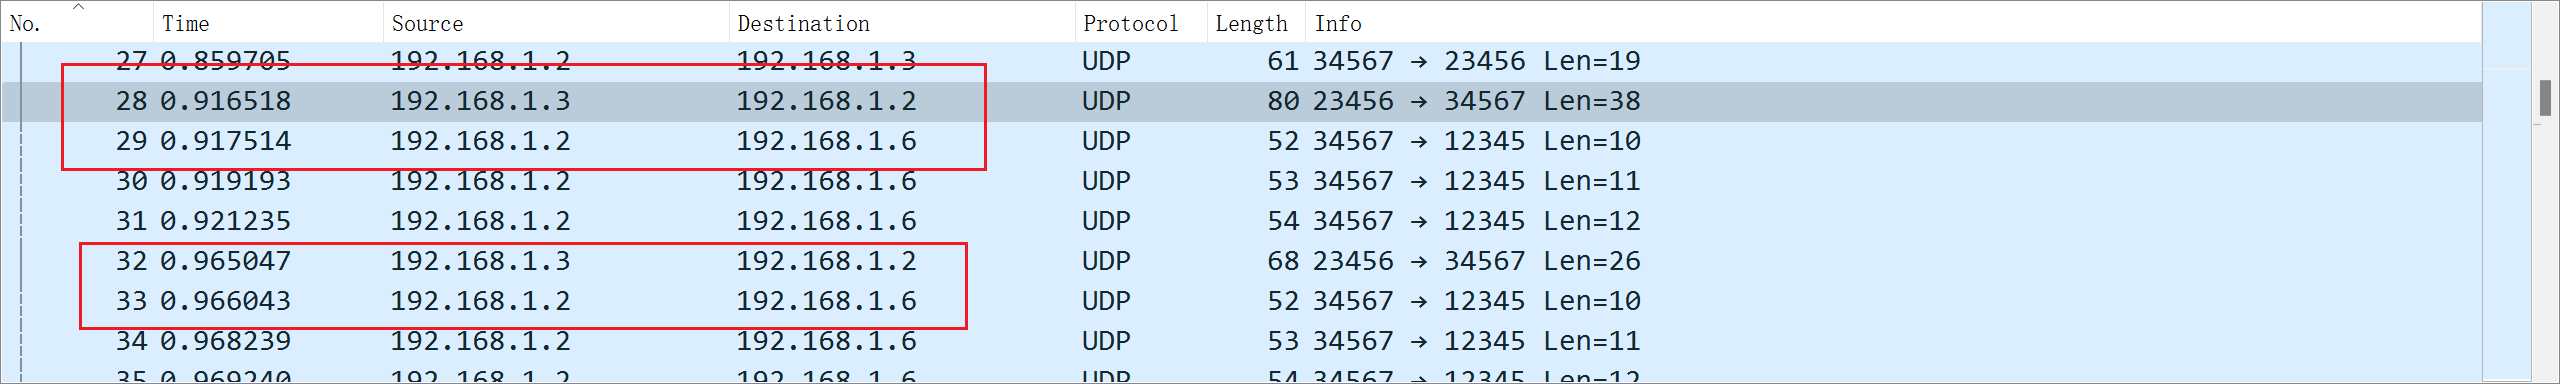 No. Time Source Destination Protocol Length Info
27 0.859705 192.168.1.2 192.168.1.3 UDP 61 34567 → 23456 Len=19
28 0.916518 192.168.1.3 192.168.1.2 UDP 80 23456 → 34567 Len=38
29 0.917514 192.168.1.2 192.168.1.6 UDP 52 34567 → 12345 Len=10
30 0.919193 192.168.1.2 192.168.1.6 UDP 53 34567 → 12345 Len=11
31 0.921235 192.168.1.2 192.168.1.6 UDP 54 34567 → 12345 Len=12
32 0.965047 192.168.1.3 192.168.1.2 UDP 68 23456 → 34567 Len=26
33 0.966043 192.168.1.2 192.168.1.6 UDP 52 34567 → 12345 Len=10
34 0.968239 192.168.1.2 192.168.1.6 UDP 53 34567 → 12345 Len=11
35 0.969240 192.168.1.2 192.168.1.6 UDP 54 34567 → 12345 Len=12